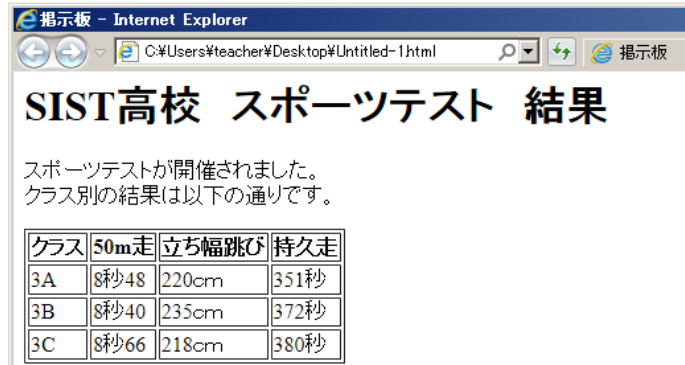 掲示板 - Internet Explorer
C:¥Users¥teacher¥Desktop¥Untitled-1.html 掲示板
SIST高校　スポーツテスト　結果
スポーツテストが開催されました。
クラス別の結果は以下の通りです。
クラス 50m走 立ち幅跳び 持久走
3A 8秒48 220cm 351秒
3B 8秒40 235cm 372秒
3C 8秒66 218cm 380秒